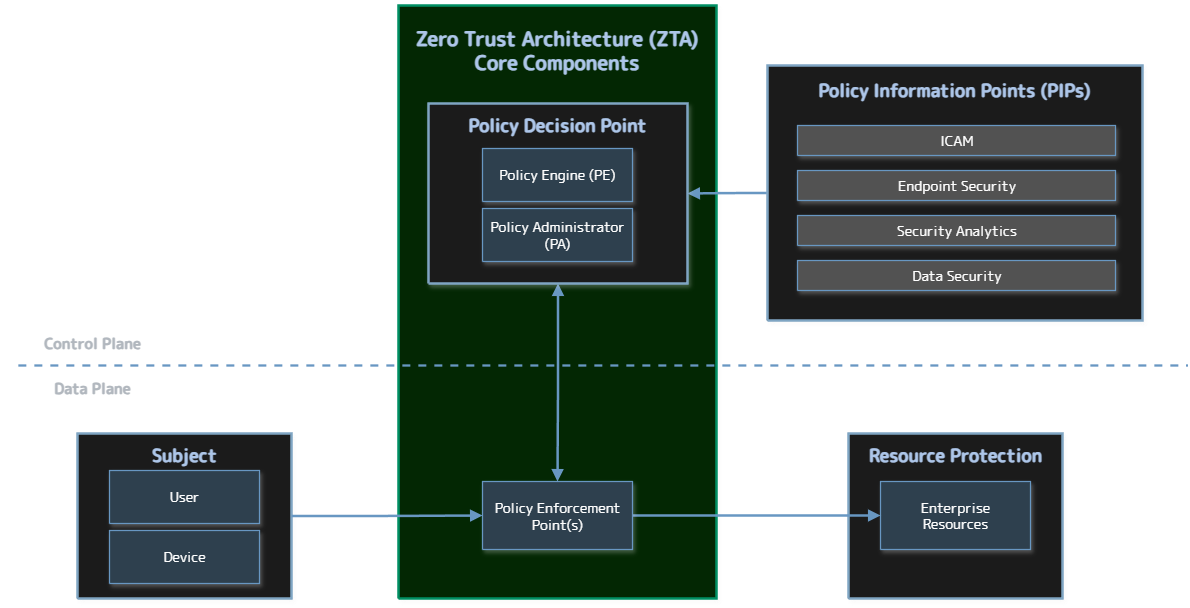 Zero Trust Architecture (ZTA)
Core Components
Policy Decision Point
Policy Engine (PE)
Policy Administrator
(PA)
Policy Information Points (PIPs)
ICAM
Endpoint Security
Security Analytics
Data Security
Control Plane
Data Plane
Subject
User
Device
Policy Enforcement
Point(s)
Resource Protection
Enterprise
Resources